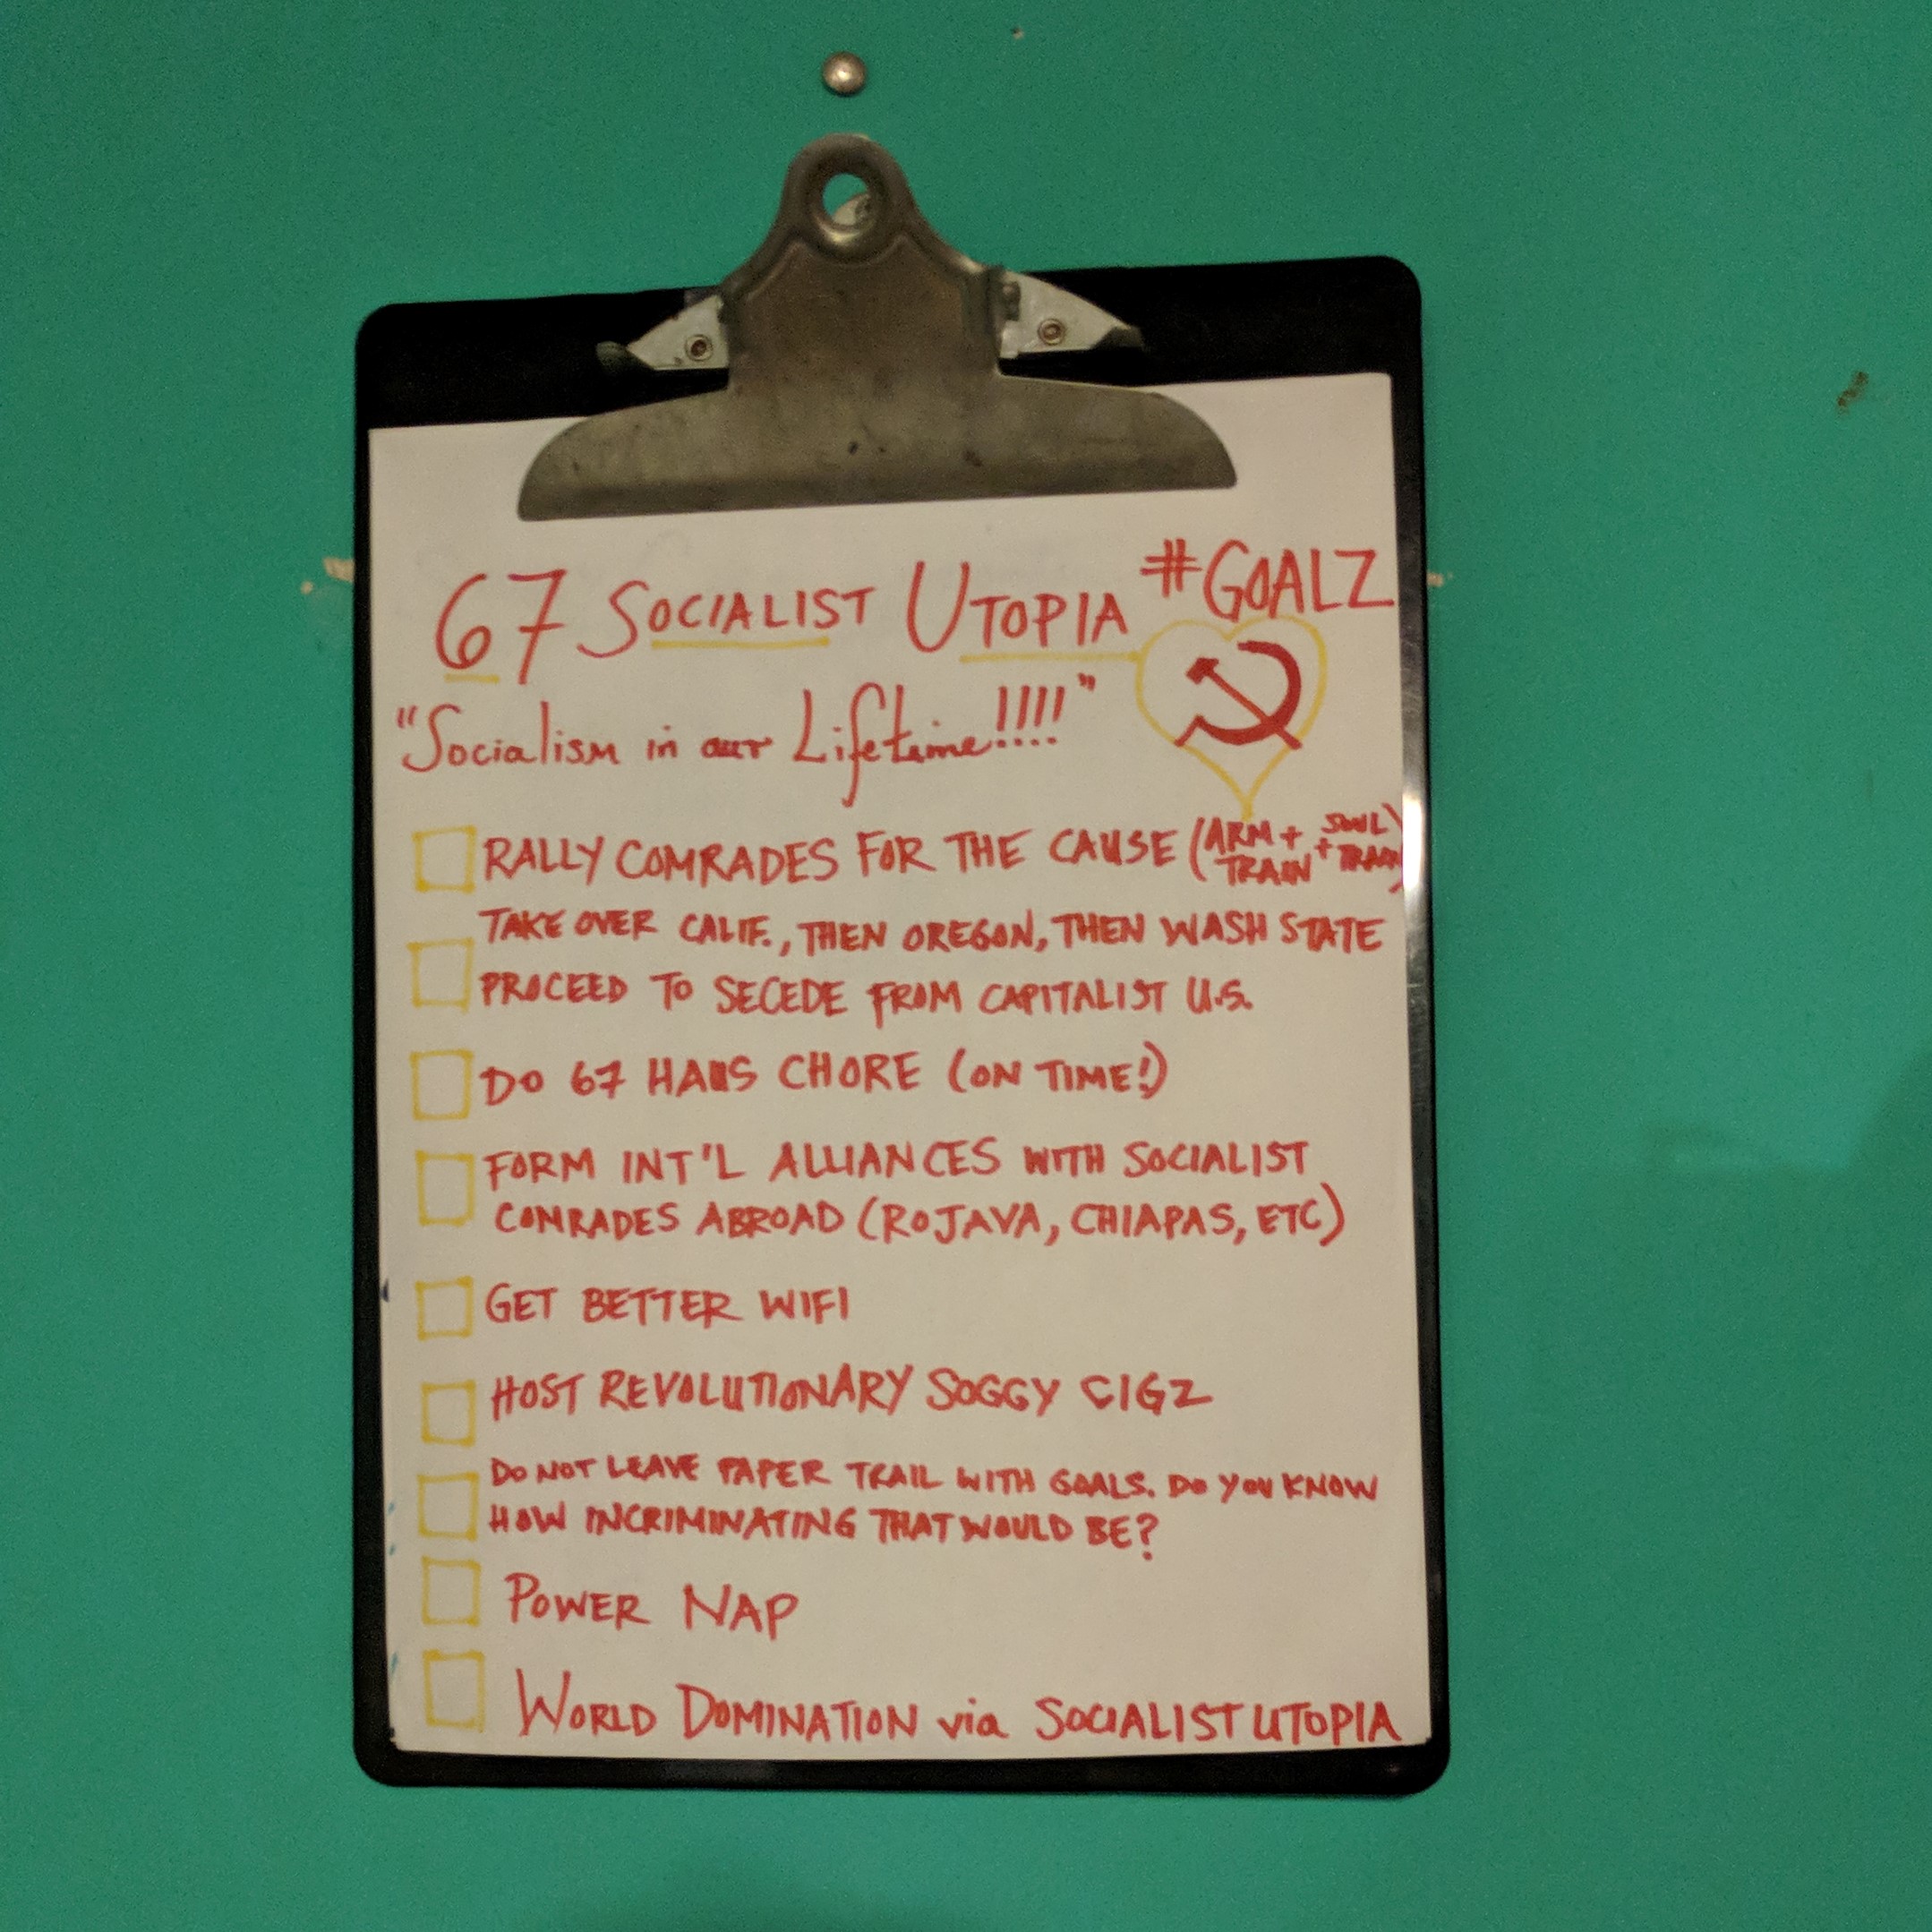 67 SOCIALIST UTOPIA #GOALZ
"Socialism in our Lifetime!!!!"
RALLY COMRADES FOR THE CAUSE (ARM + TRAIN + SOUL TRAIN)
TAKE OVER CALIF., THEN OREGON, THEN WASH STATE
PROCEED TO SECEDE FROM CAPITALIST U.S.
DO 67 HAUS CHORE (ON TIME!)
FORM INT'L ALLIANCES WITH SOCIALIST
COMRADES ABROAD (ROJAVA, CHIAPAS, ETC)
GET BETTER WIFI
HOST REVOLUTIONARY SOGGY CIGZ
DO NOT LEAVE PAPER TRAIL WITH GOALS. DO YOU KNOW
HOW INCRIMINATING THAT WOULD BE?
POWER NAP
WORLD DOMINATION via SOCIALIST UTOPIA